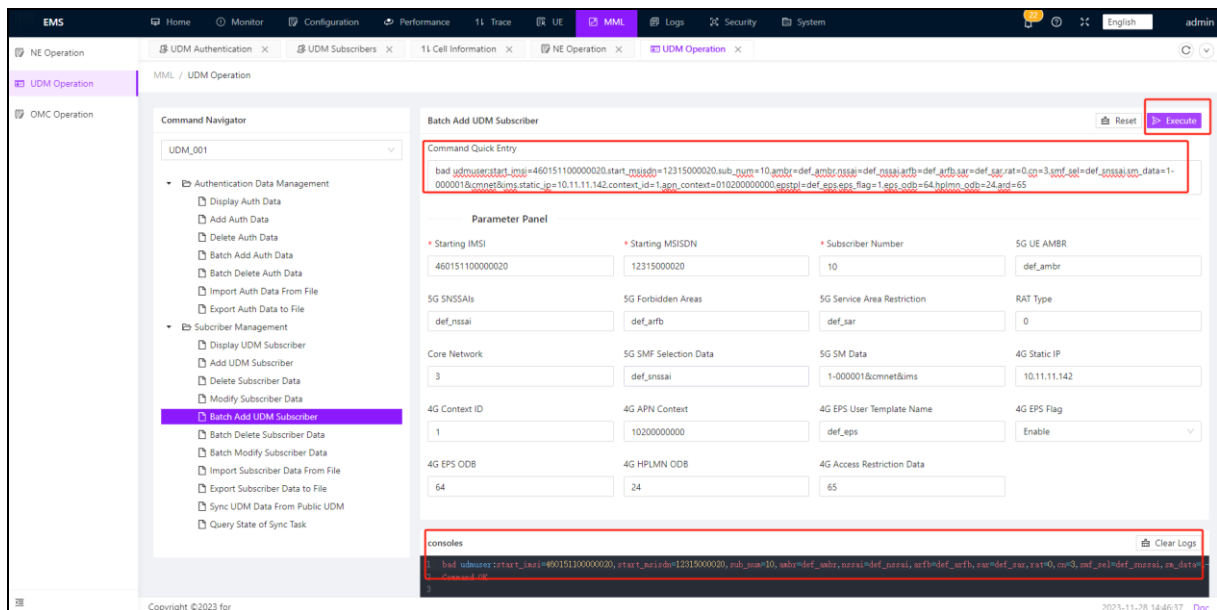 EMS Home Monitor Configuration Performance Trace UE MML Logs Security System 22 English admin
NE Operation UDM Authentication UDM Subscribers Cell Information NE Operation UDM Operation
UDM Operation MML / UDM Operation
OMC Operation
Command Navigator
UDM_001
Authentication Data Management
Display Auth Data
Add Auth Data
Delete Auth Data
Batch Add Auth Data
Batch Delete Auth Data
Import Auth Data From File
Export Auth Data to File
Subcriber Management
Display UDM Subscriber
Add UDM Subscriber
Delete Subscriber Data
Modify Subscriber Data
Batch Add UDM Subscriber
Batch Delete Subscriber Data
Batch Modify Subscriber Data
Import Subscriber Data From File
Export Subscriber Data to File
Sync UDM Data From Public UDM
Query State of Sync Task
Batch Add UDM Subscriber Reset Execute
Command Quick Entry
bad udmuser:start_imsi=460151100000020,start_msisdn=12315000020,sub_num=10,ambr=def_ambr,nssai=def_nssai,arfb=def_arfb,sar=def_sar,rat=0,cn=3,smf_sel=def_snssai,sm_data=1-
000001&cmnet&ims,static_ip=10.11.11.142,context_id=1,apn_context=010200000000,epstpl=def_eps,eps_flag=1,eps_odb=64,hplmn_odb=24,ard=65
Parameter Panel
* Starting IMSI * Starting MSISDN * Subscriber Number 5G UE AMBR
460151100000020 12315000020 10 def_ambr
5G SNSSAIs 5G Forbidden Areas 5G Service Area Restriction RAT Type
def_nssai def_arfb def_sar 0
Core Network 5G SMF Selection Data 5G SM Data 4G Static IP
3 def_snssai 1-000001&cmnet&ims 10.11.11.142
4G Context ID 4G APN Context 4G EPS User Template Name 4G EPS Flag
1 10200000000 def_eps Enable
4G EPS ODB 4G HPLMN ODB 4G Access Restriction Data
64 24 65
consoles Clear Logs
1 bad udmuser:start_imsi=460151100000020,start_msisdn=12315000020,sub_num=10,ambr=def_ambr,nssai=def_nssai,arfb=def_arfb,sar=def_sar,rat=0,cn=3,smf_sel=def_snssai,sm_data=1-
2 Command OK
3
Copyright ©2023 for 2023-11-28 14:46:37 Doc